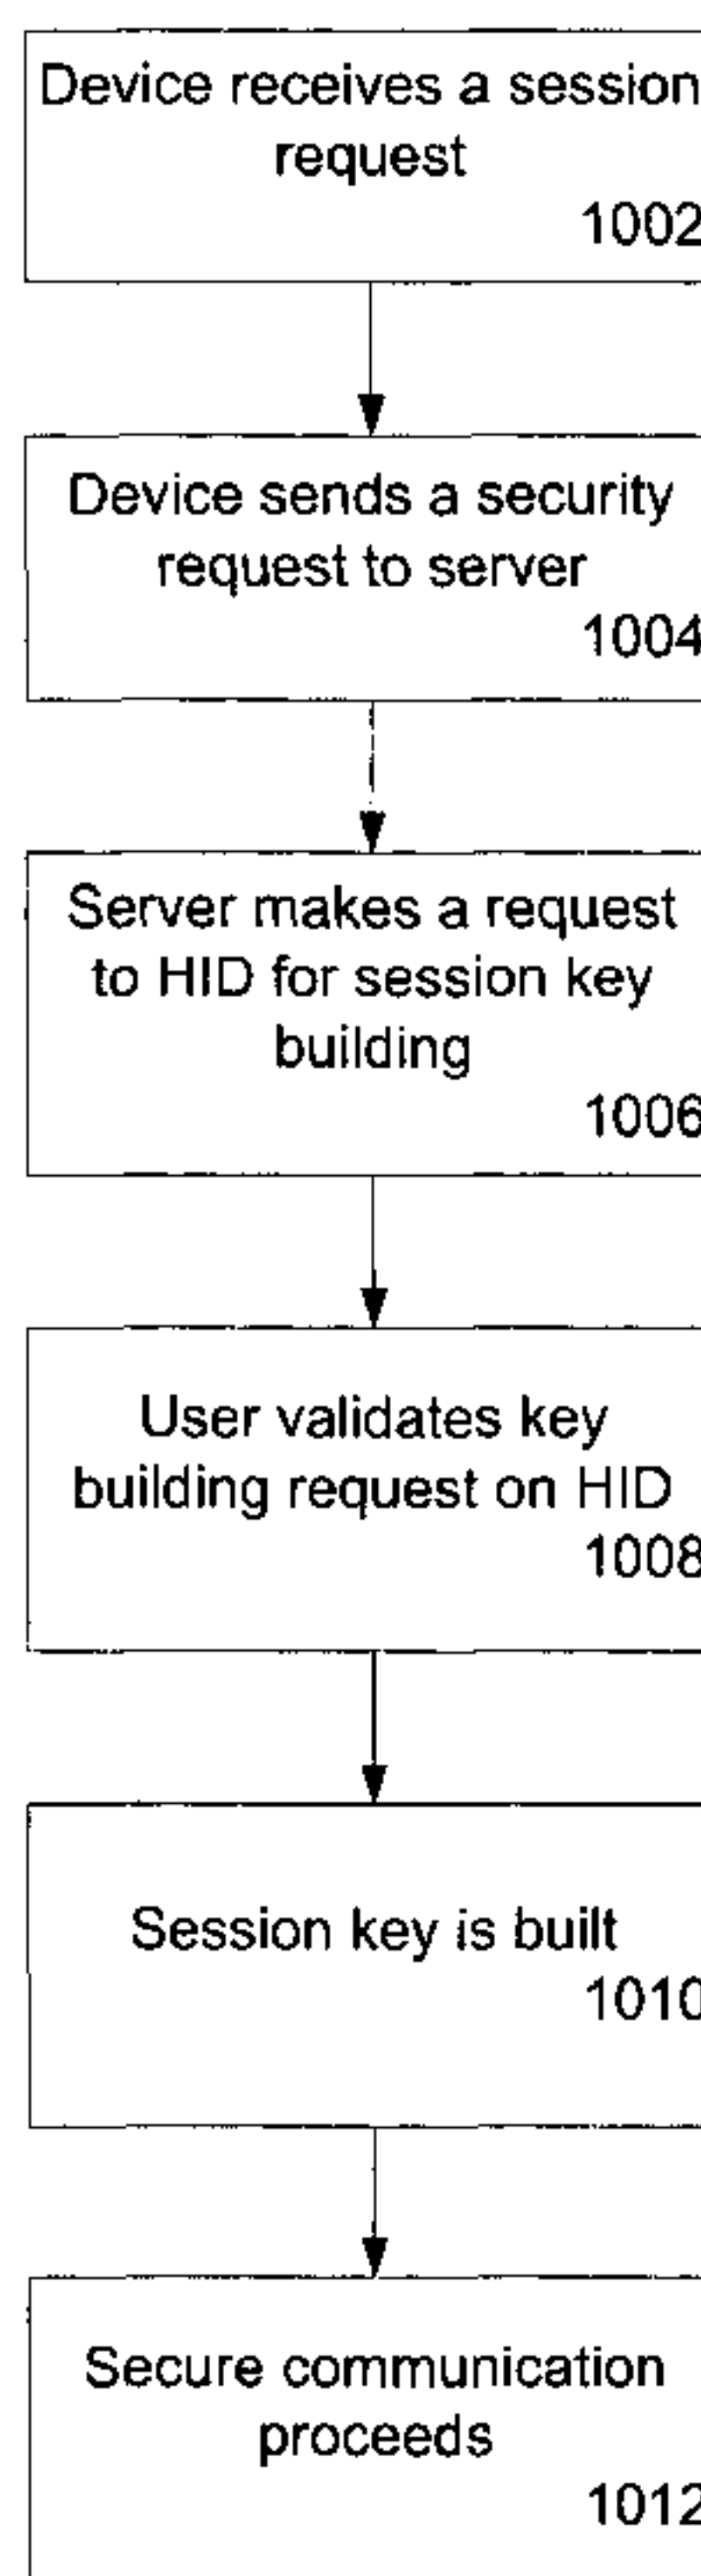 Device receives a session
request
1002
Device sends a security
request to server
1004
Server makes a request
to HID for session key
building
1006
User validates key
building request on HID
1008
Session key is built
1010
Secure communication
proceeds
1012